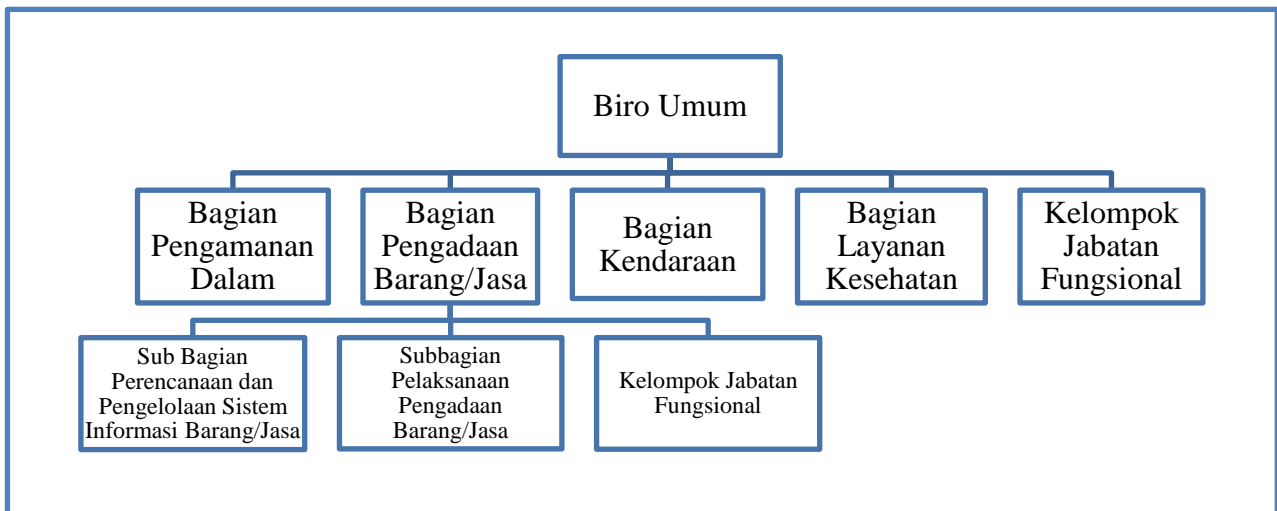 Biro Umum
Bagian
Pengamanan
Dalam
Bagian
Pengadaan
Barang/Jasa
Bagian
Kendaraan
Bagian
Layanan
Kesehatan
Kelompok
Jabatan
Fungsional
Sub Bagian
Perencanaan dan
Pengelolaan Sistem
Informasi Barang/Jasa
Subbagian
Pelaksanaan
Pengadaan
Barang/Jasa
Kelompok Jabatan
Fungsional